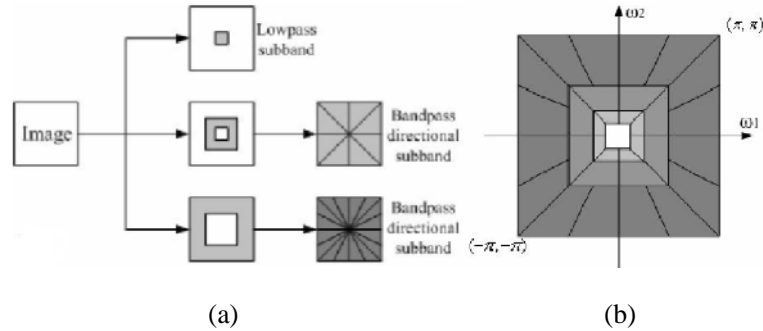 Lowpass
subband
Image
Bandpass
directional
subband
Bandpass
directional
subband
(a)
ω2
(π, π)
ω1
(−π, −π)
(b)